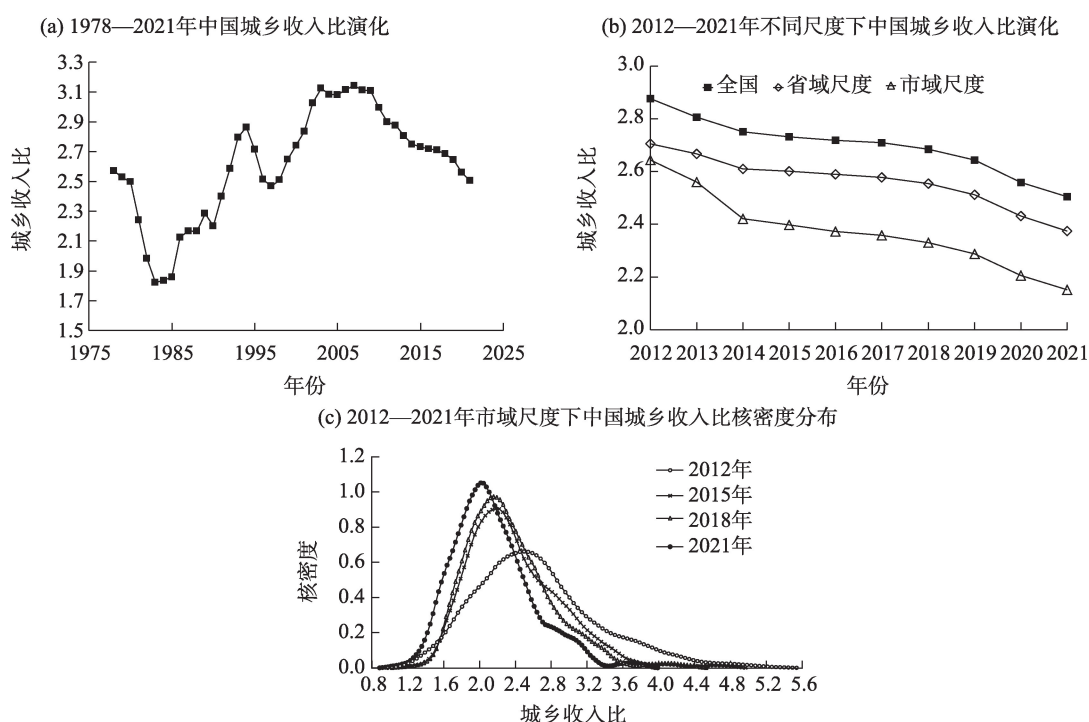 (a) 1978—2021年中国城乡收入比演化
3.3
3.1
2.9
2.7
2.5
2.3
2.1
1.9
1.7
1.5
城乡收入比
1975 1985 1995 2005 2015 2025
年份
(b) 2012—2021年不同尺度下中国城乡收入比演化
3.0
2.8
2.6
2.4
2.2
2.0
全国 省域尺度 市域尺度
城乡收入比
2012 2013 2014 2015 2016 2017 2018 2019 2020 2021
年份
(c) 2012—2021年市域尺度下中国城乡收入比核密度分布
1.2
1.0
0.8
0.6
0.4
0.2
0.0
核密度
2012年
2015年
2018年
2021年
0.8 1.2 1.6 2.0 2.4 2.8 3.2 3.6 4.0 4.4 4.8 5.2 5.6
城乡收入比